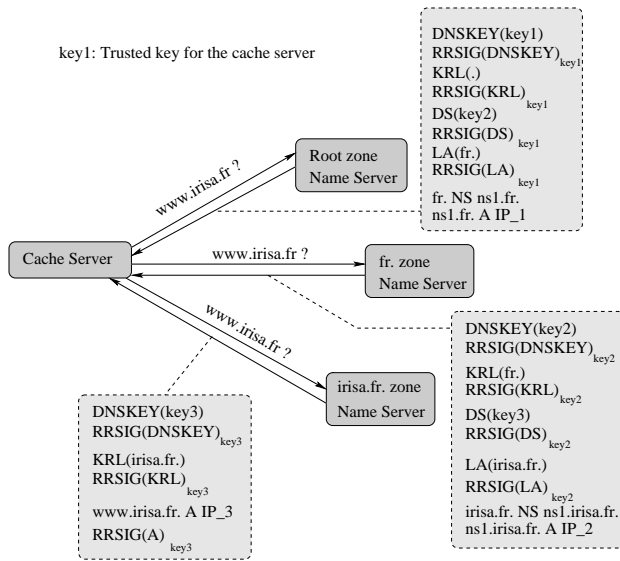 key1: Trusted key for the cache server
DNSKEY(key1)
RRSIG(DNSKEY)key1
KRL(.)
RRSIG(KRL)key1
DS(key2)
RRSIG(DS)key1
LA(fr.)
RRSIG(LA)key1
fr. NS ns1.fr.
ns1.fr. A IP_1
Root zone
Name Server
www.irisa.fr ?
Cache Server
www.irisa.fr ?
fr. zone
Name Server
www.irisa.fr ?
irisa.fr. zone
Name Server
DNSKEY(key2)
RRSIG(DNSKEY)key2
KRL(fr.)
RRSIG(KRL)key2
DS(key3)
RRSIG(DS)key2
LA(irisa.fr.)
RRSIG(LA)key2
irisa.fr. NS ns1.irisa.fr.
ns1.irisa.fr. A IP_2
DNSKEY(key3)
RRSIG(DNSKEY)key3
KRL(irisa.fr.)
RRSIG(KRL)key3
www.irisa.fr. A IP_3
RRSIG(A)key3